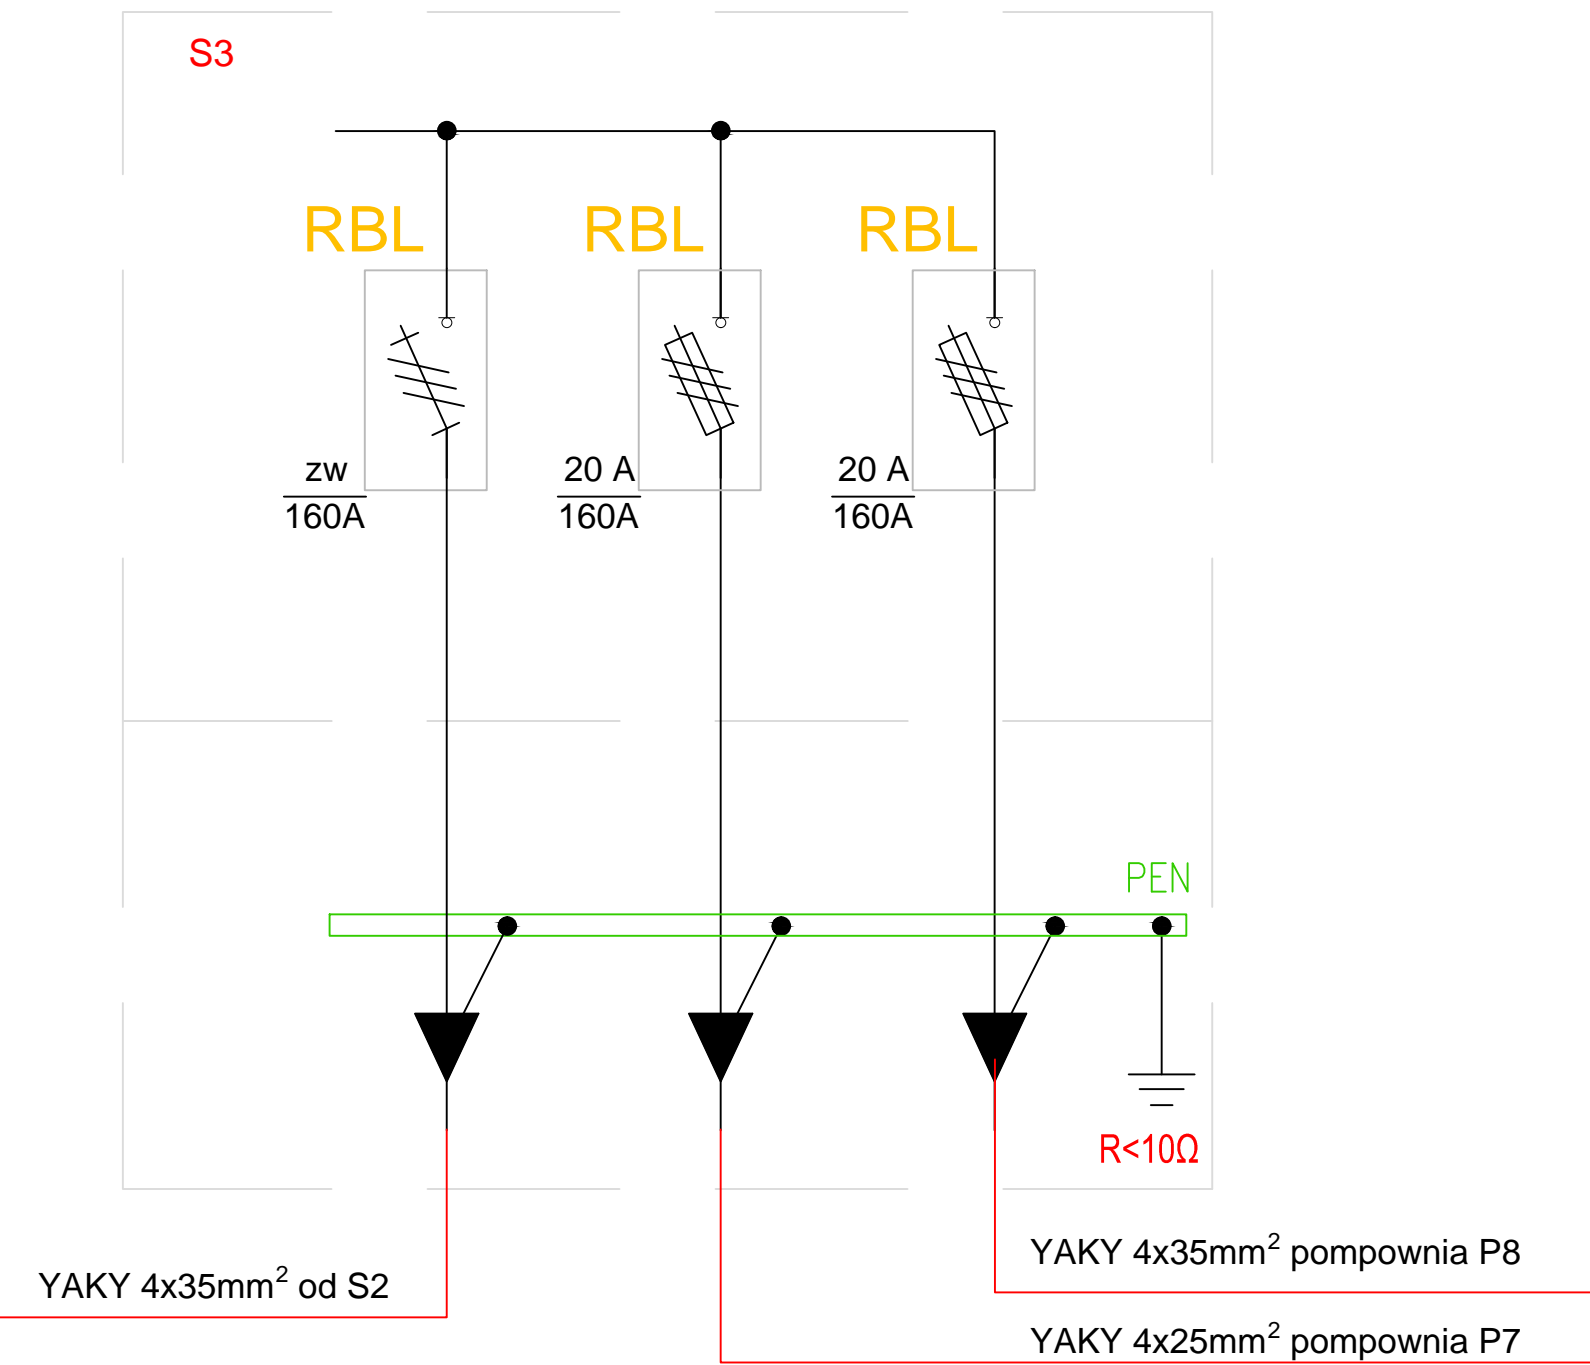 S3
RBL RBL RBL
zw 20 A 20 A
160A 160A 160A
PEN
R<10Ω
YAKY 4x35mm² pompownia P8
YAKY 4x35mm² od S2
YAKY 4x25mm² pompownia P7